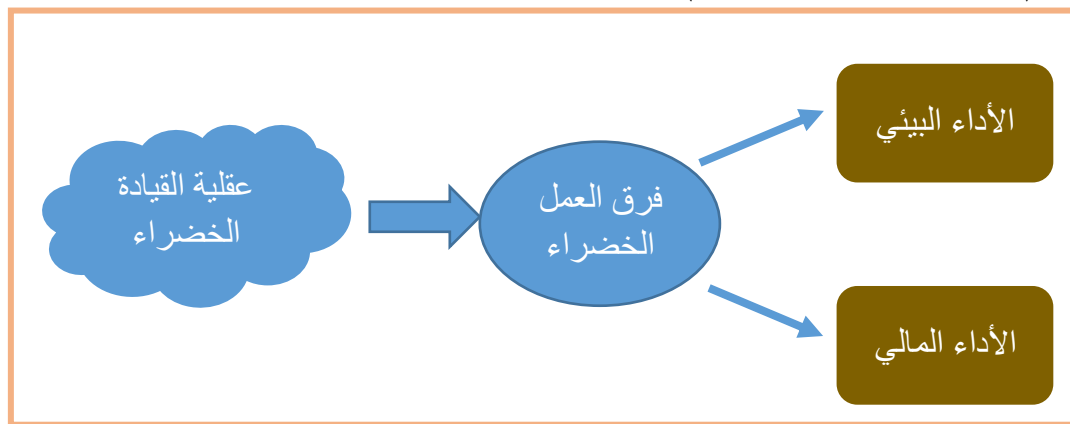 الأداء البيئي
عقلية القيادة
الخضراء
فرق العمل
الخضراء
الأداء المالي